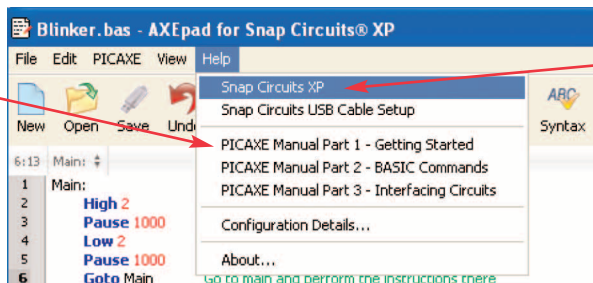 Blinker.bas - AXEpad for Snap Circuits® XP
File Edit PICAXE View Help
New Open Save Undo Syntax
Snap Circuits XP
Snap Circuits USB Cable Setup
PICAXE Manual Part 1 - Getting Started
PICAXE Manual Part 2 - BASIC Commands
PICAXE Manual Part 3 - Interfacing Circuits
Configuration Details...
About...
6:13 Main:
1 Main:
2 High 2
3 Pause 1000
4 Low 2
5 Pause 1000
6 Goto Main Go to main and perform the instructions there